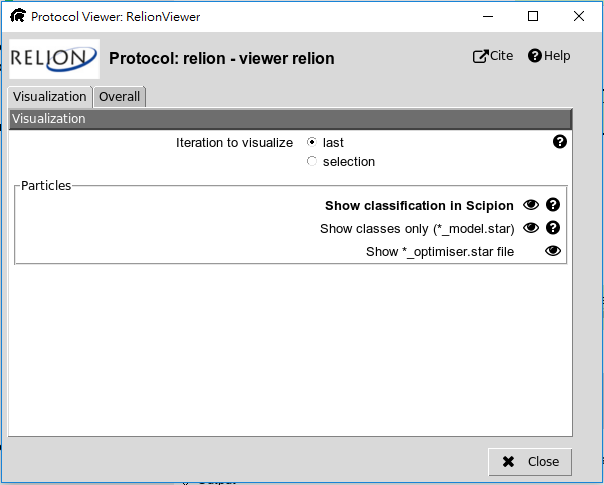 Protocol Viewer: RelionViewer
RELION
Protocol: relion - viewer relion
Cite
Help
Visualization
Overall
Visualization
Iteration to visualize
last
selection
Particles
Show classification in Scipion
Show classes only (*_model.star)
Show *_optimiser.star file
Close